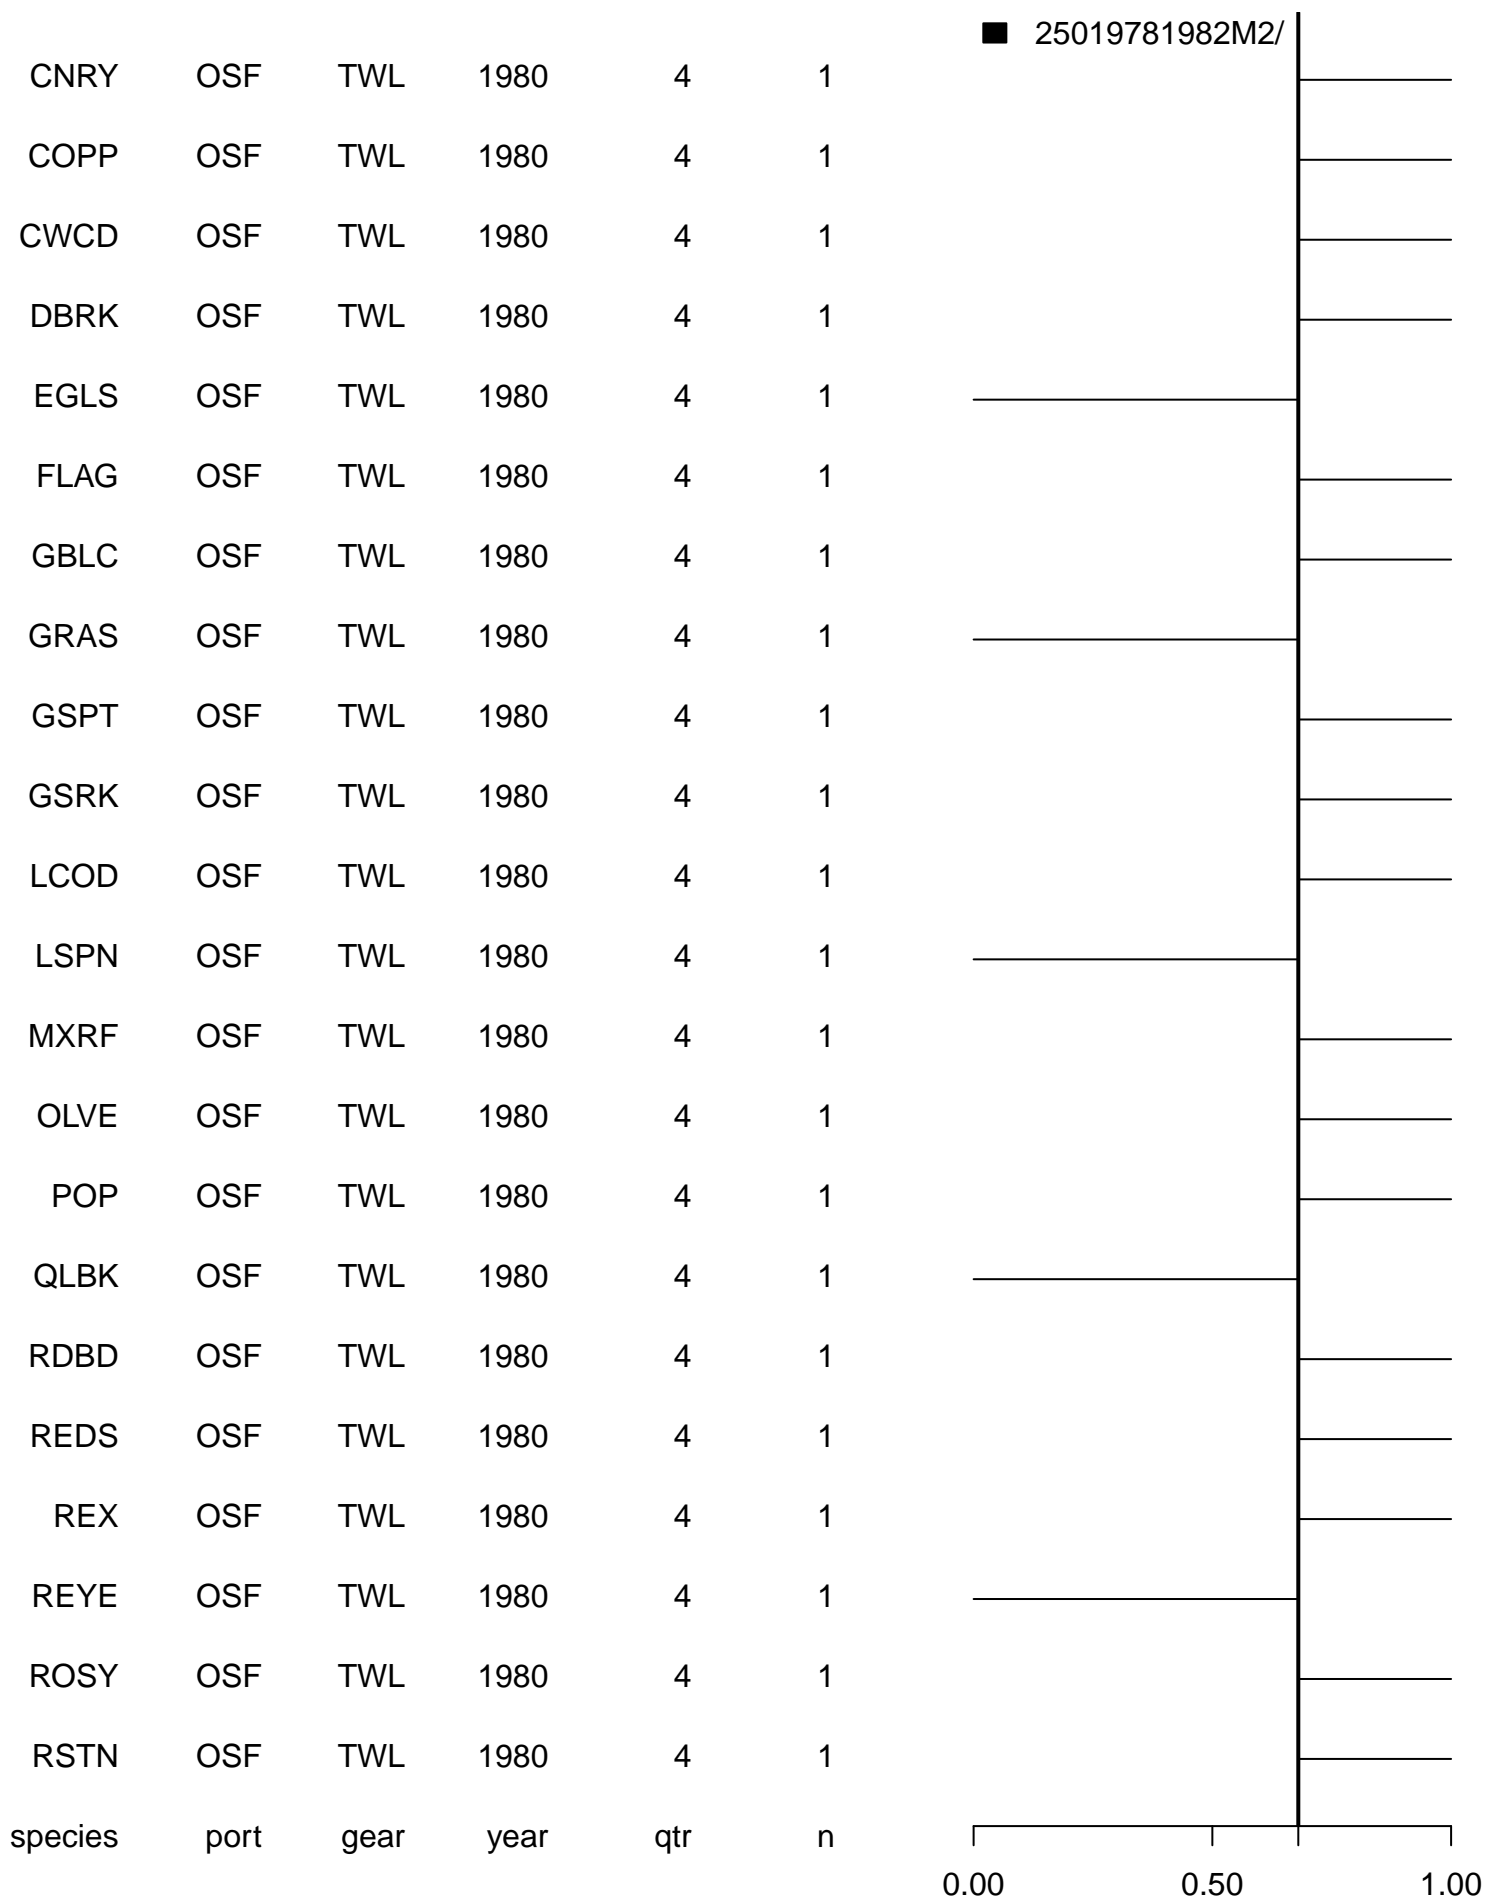 25019781982M2/
CNRY OSF TWL 1980 4 1
COPP OSF TWL 1980 4 1
CWCD OSF TWL 1980 4 1
DBRK OSF TWL 1980 4 1
EGLS OSF TWL 1980 4 1
FLAG OSF TWL 1980 4 1
GBLC OSF TWL 1980 4 1
GRAS OSF TWL 1980 4 1
GSPT OSF TWL 1980 4 1
GSRK OSF TWL 1980 4 1
LCOD OSF TWL 1980 4 1
LSPN OSF TWL 1980 4 1
MXRF OSF TWL 1980 4 1
OLVE OSF TWL 1980 4 1
POP OSF TWL 1980 4 1
QLBK OSF TWL 1980 4 1
RDBD OSF TWL 1980 4 1
REDS OSF TWL 1980 4 1
REX OSF TWL 1980 4 1
REYE OSF TWL 1980 4 1
ROSY OSF TWL 1980 4 1
RSTN OSF TWL 1980 4 1
species port gear year qtr n
0.00 0.50 1.00